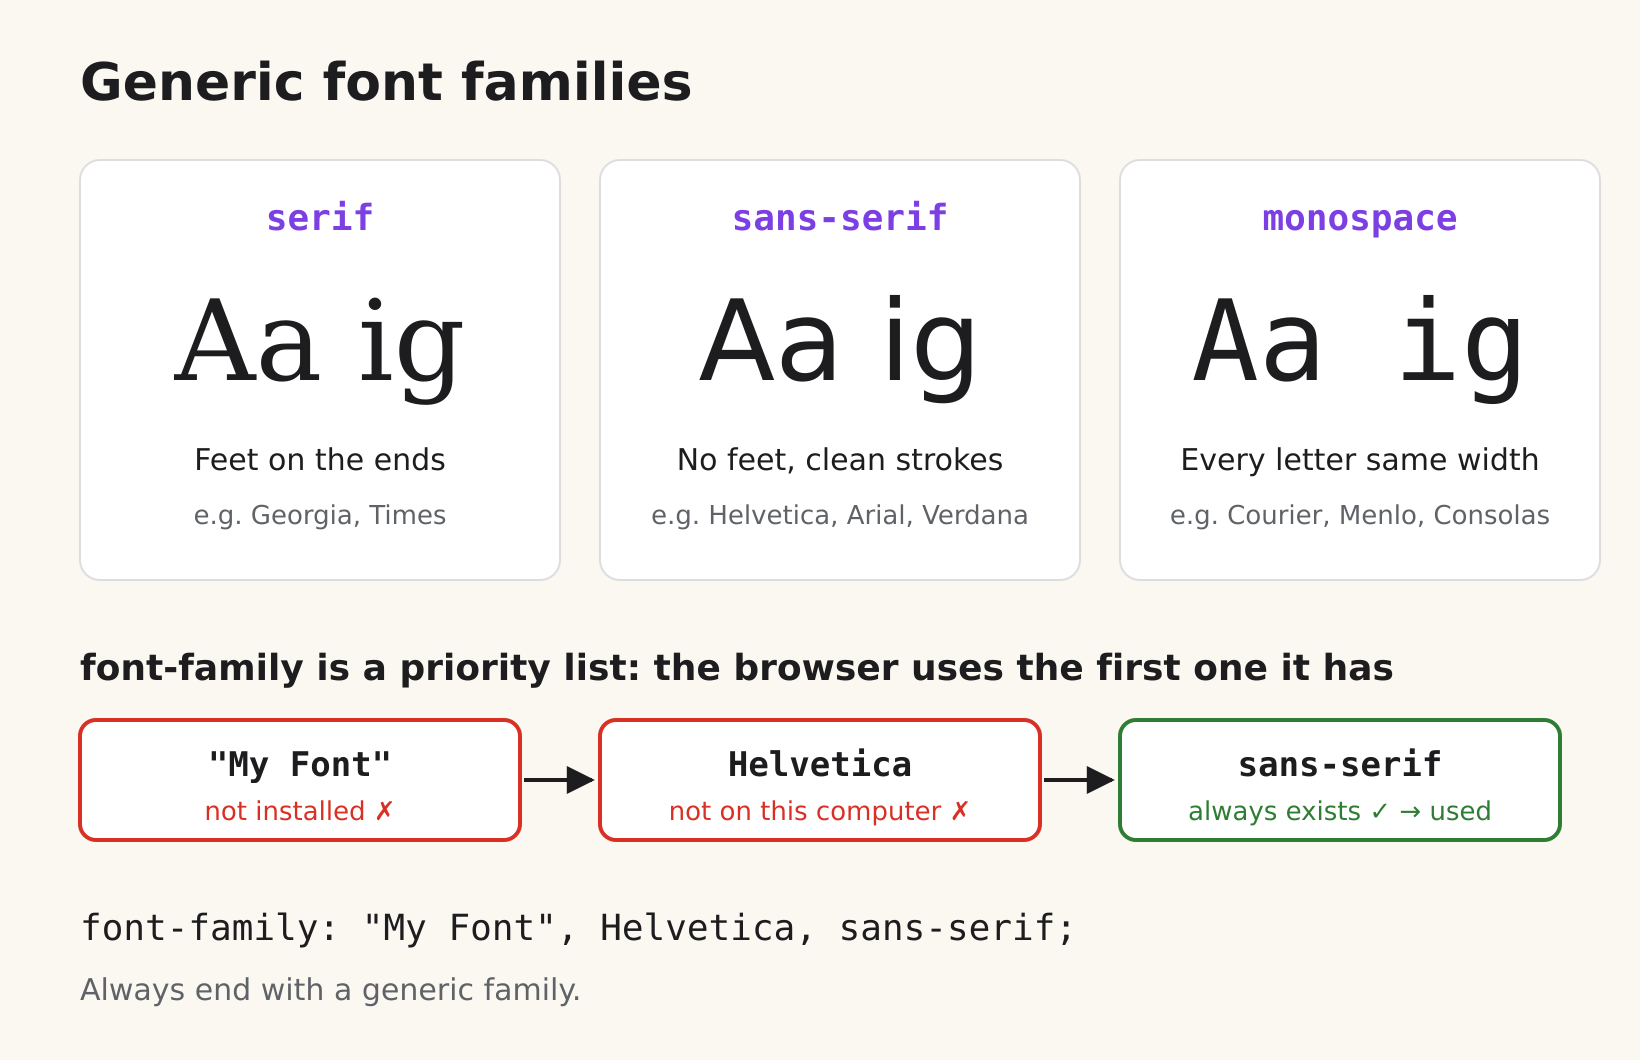 Generic font families
serif
sans-serif
monospace
Aa ig
Aa ig
Aa ig
Feet on the ends
No feet, clean strokes
Every letter same width
e.g. Georgia, Times
e.g. Helvetica, Arial, Verdana
e.g. Courier, Menlo, Consolas
font-family is a priority list: the browser uses the first one it has
"My Font"
not installed ✗
Helvetica
not on this computer ✗
sans-serif
always exists ✓ → used
font-family: "My Font", Helvetica, sans-serif;
Always end with a generic family.